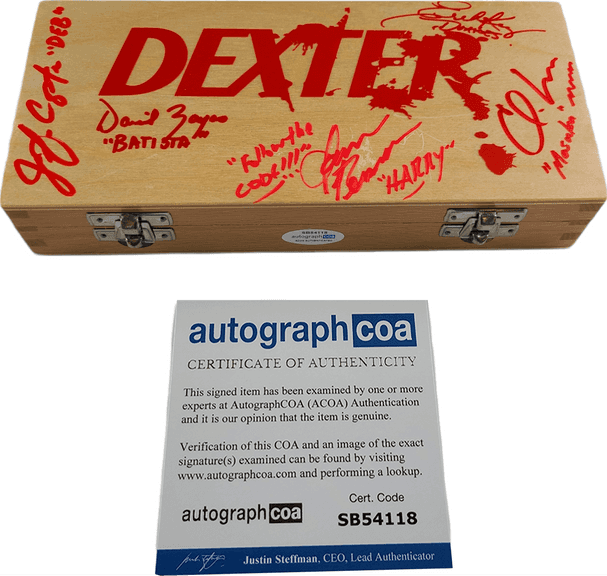 DEXTER
"DEB"
David Zayas
"BATISTA"
"Follow the
CODE!!!"
"HARRY"
"Masuka"
SB54118
autographcoa
autographcoa
CERTIFICATE OF AUTHENTICITY
This signed item has been examined by one or more
experts at AutographCOA (ACOA) Authentication
and it is our opinion that the item is genuine.
Verification of this COA and an image of the exact
signature(s) examined can be found by visiting
www.autographcoa.com and performing a lookup.
Cert. Code
autographcoa
SB54118
Justin Steffman, CEO, Lead Authenticator